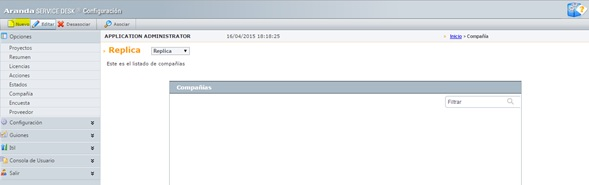 Aranda SERVICE DESK // Configuración
Nuevo Editar Desasociar Asociar
Opciones
Proyectos
Resumen
Licencias
Acciones
Estados
Compañía
Encuesta
Proveedor
Configuración
Guiones
BI
Consola de Usuario
Salir
APPLICATION ADMINISTRATOR 16/04/2015 18:18:25 Inicio » Compañía
Replica Replica
Este es el listado de compañías
Compañías
Filtrar